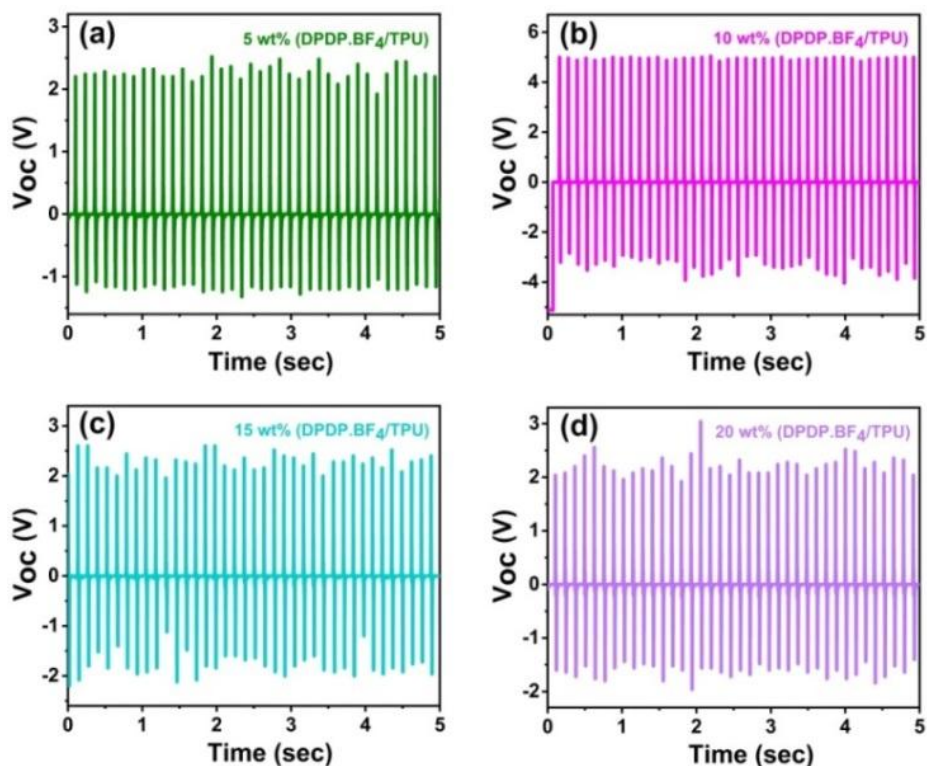 (a)
5 wt% (DPDP.BF4/TPU)
Voc (V)
3
2
1
0
-1
0 1 2 3 4 5
Time (sec)
(b)
10 wt% (DPDP.BF4/TPU)
Voc (V)
6
4
2
0
-2
-4
0 1 2 3 4 5
Time (sec)
(c)
15 wt% (DPDP.BF4/TPU)
Voc (V)
3
2
1
0
-1
-2
0 1 2 3 4 5
Time (sec)
(d)
20 wt% (DPDP.BF4/TPU)
Voc (V)
3
2
1
0
-1
-2
0 1 2 3 4 5
Time (sec)